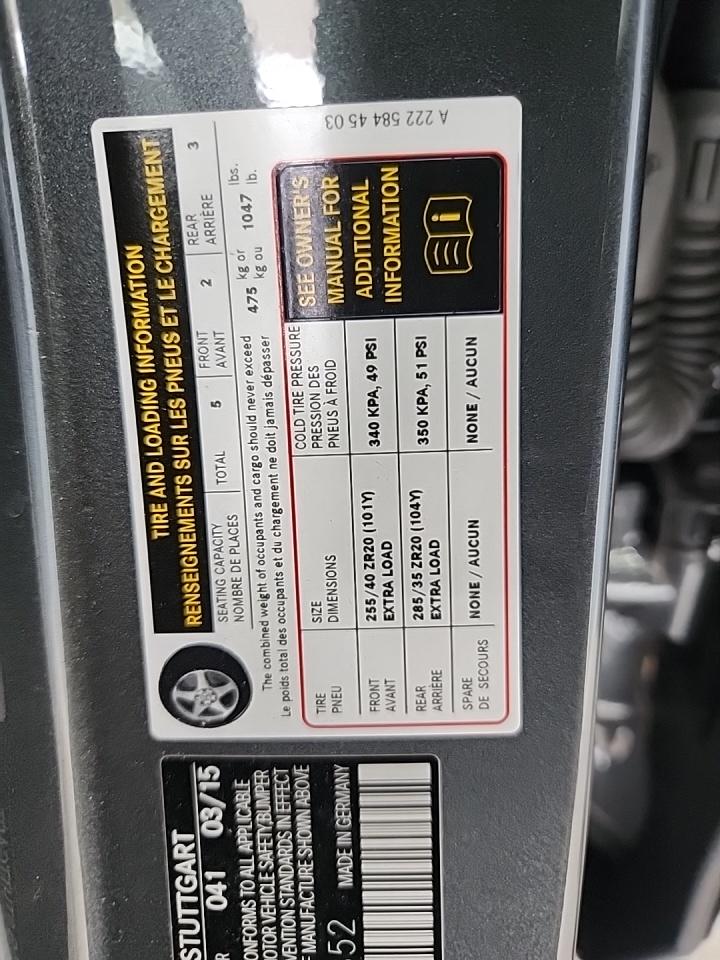 TIRE AND LOADING INFORMATION
RENSEIGNEMENTS SUR LES PNEUS ET LE CHARGEMENT
SEATING CAPACITY TOTAL 5 FRONT 2 REAR 3
NOMBRE DE PLACES AVANT ARRIÈRE
The combined weight of occupants and cargo should never exceed 475 kg or 1047 lbs.
Le poids total des occupants et du chargement ne doit jamais dépasser kg ou lb.
TIRE SIZE COLD TIRE PRESSURE
PNEU DIMENSIONS PRESSION DES
PNEUS À FROID
FRONT 255/40 ZR20 (101Y) 340 KPA, 49 PSI
AVANT EXTRA LOAD
REAR 285/35 ZR20 (104Y) 350 KPA, 51 PSI
ARRIÈRE EXTRA LOAD
SPARE NONE / AUCUN NONE / AUCUN
DE SECOURS
SEE OWNER'S
MANUAL FOR
ADDITIONAL
INFORMATION
i
A 222 584 45 03
STUTTGART
R 041 03/15
ONFORMS TO ALL APPLICABLE
OTOR VEHICLE SAFETY/BUMPER
VENTION STANDARDS IN EFFECT
F MANUFACTURE SHOWN ABOVE
52 MADE IN GERMANY